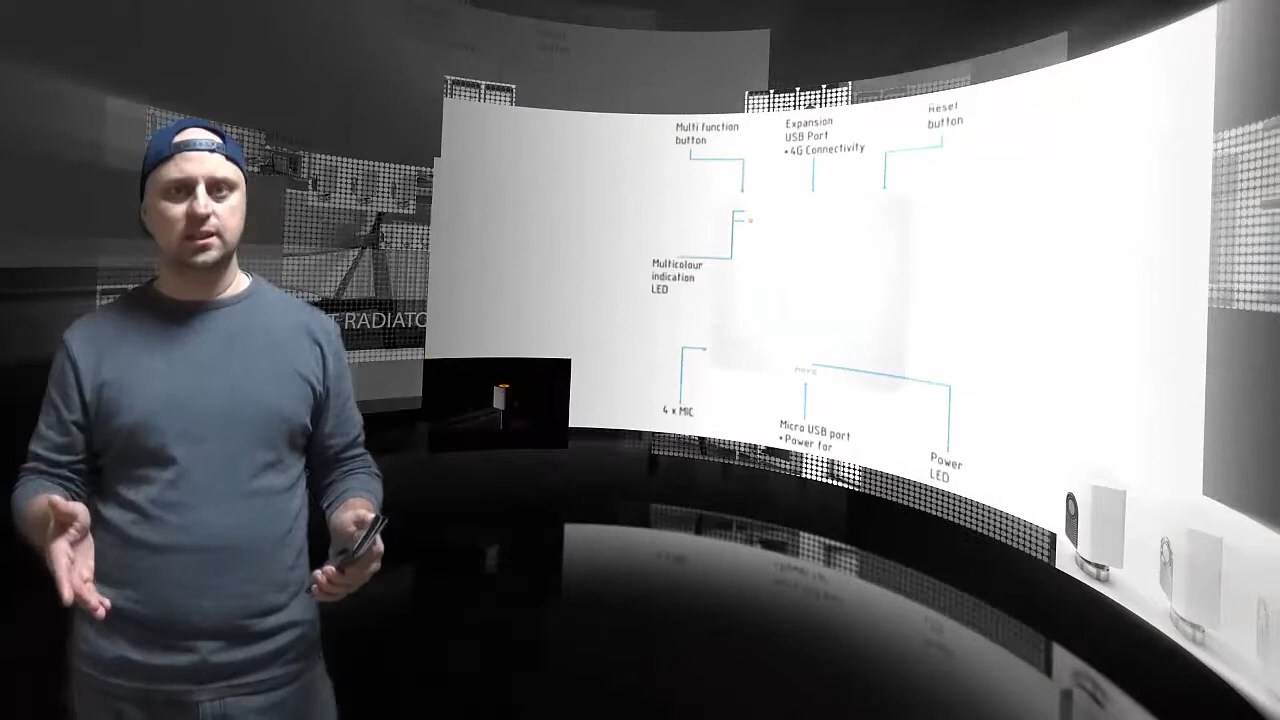 Multi function
button
Expansion
USB Port
• 4G Connectivity
Reset
button
Multicolour
indication
LED
T RADIATO
4 x MIC
Micro USB port
• Power for
Power
LED